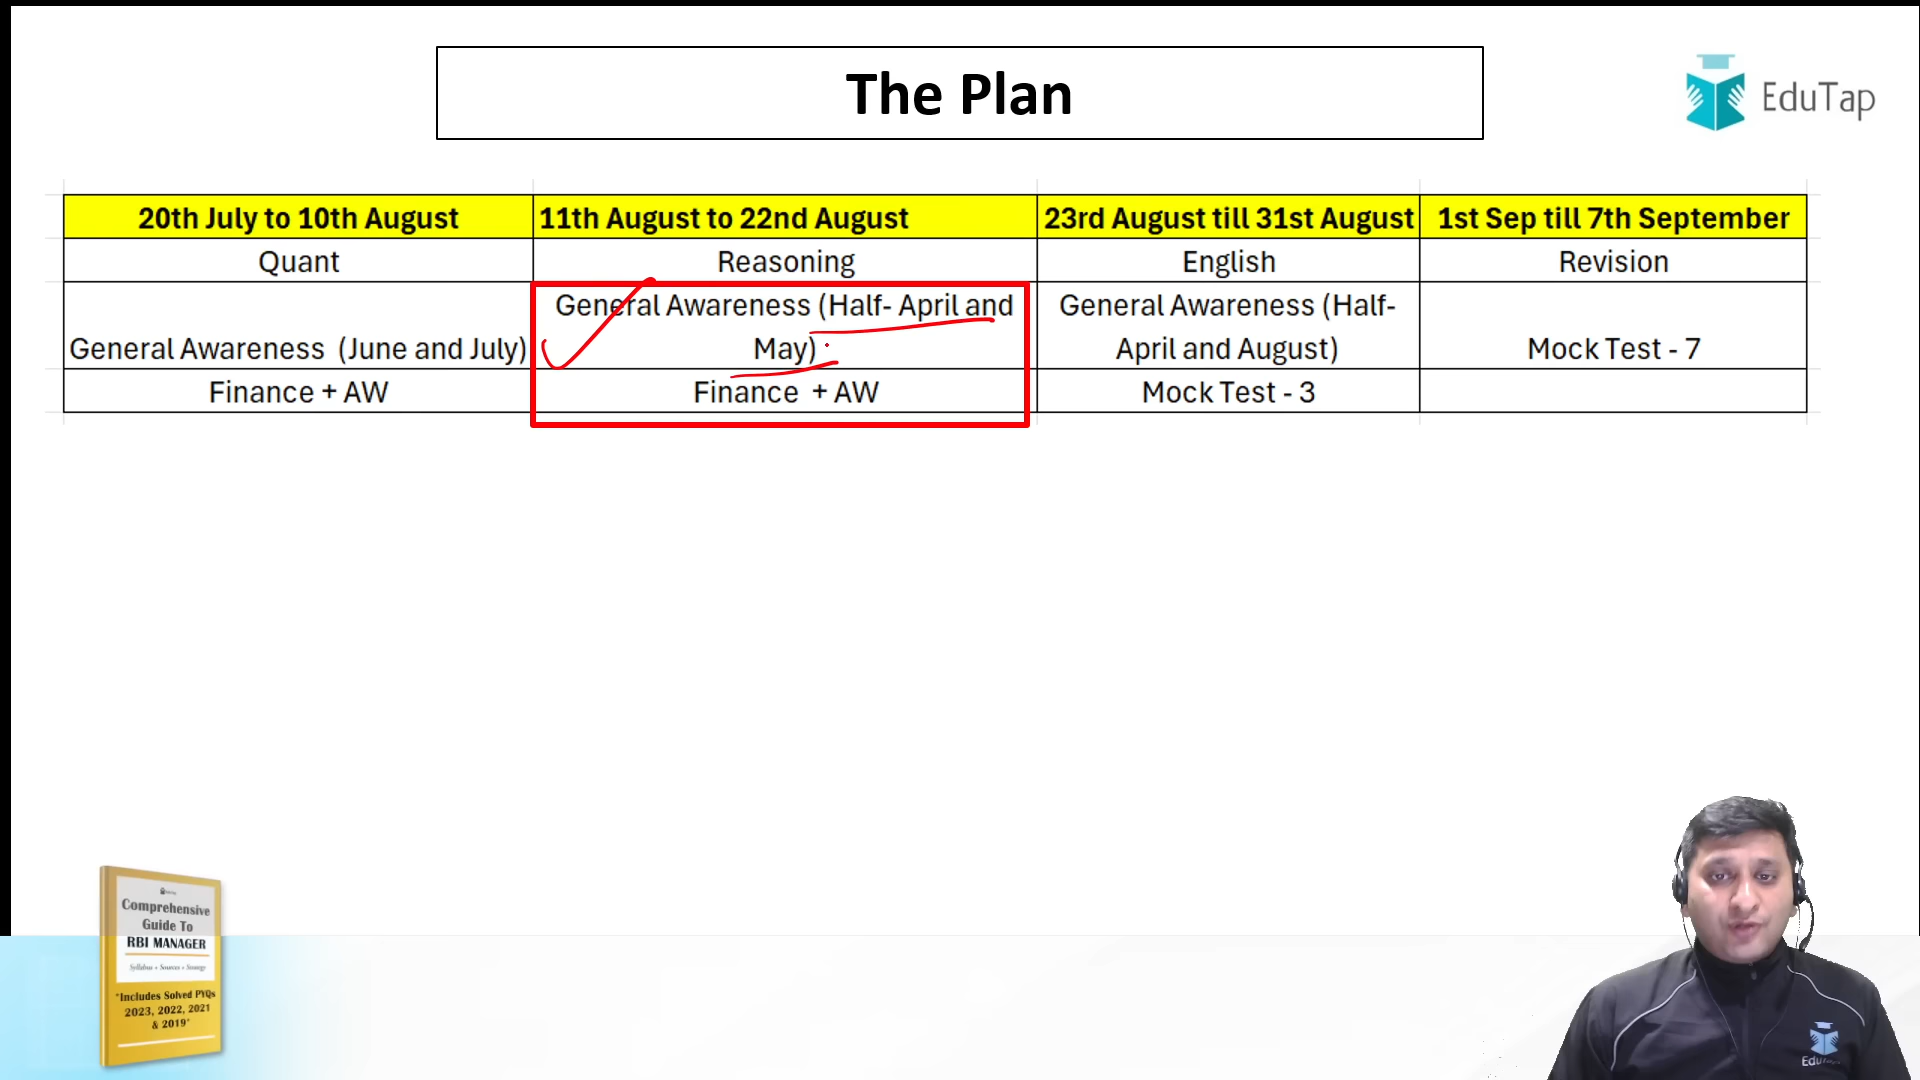 The Plan
EduTap
20th July to 10th August
11th August to 22nd August
23rd August till 31st August
1st Sep till 7th September
Quant
Reasoning
English
Revision
General Awareness (June and July)
General Awareness (Half- April and
May)
General Awareness (Half-
April and August)
Mock Test - 7
Finance + AW
Finance + AW
Mock Test - 3
Comprehensive
Guide To
RBI MANAGER
Syllabus + Sources + Strategy
*Includes Solved PYQs
2023, 2022, 2021
& 2019*